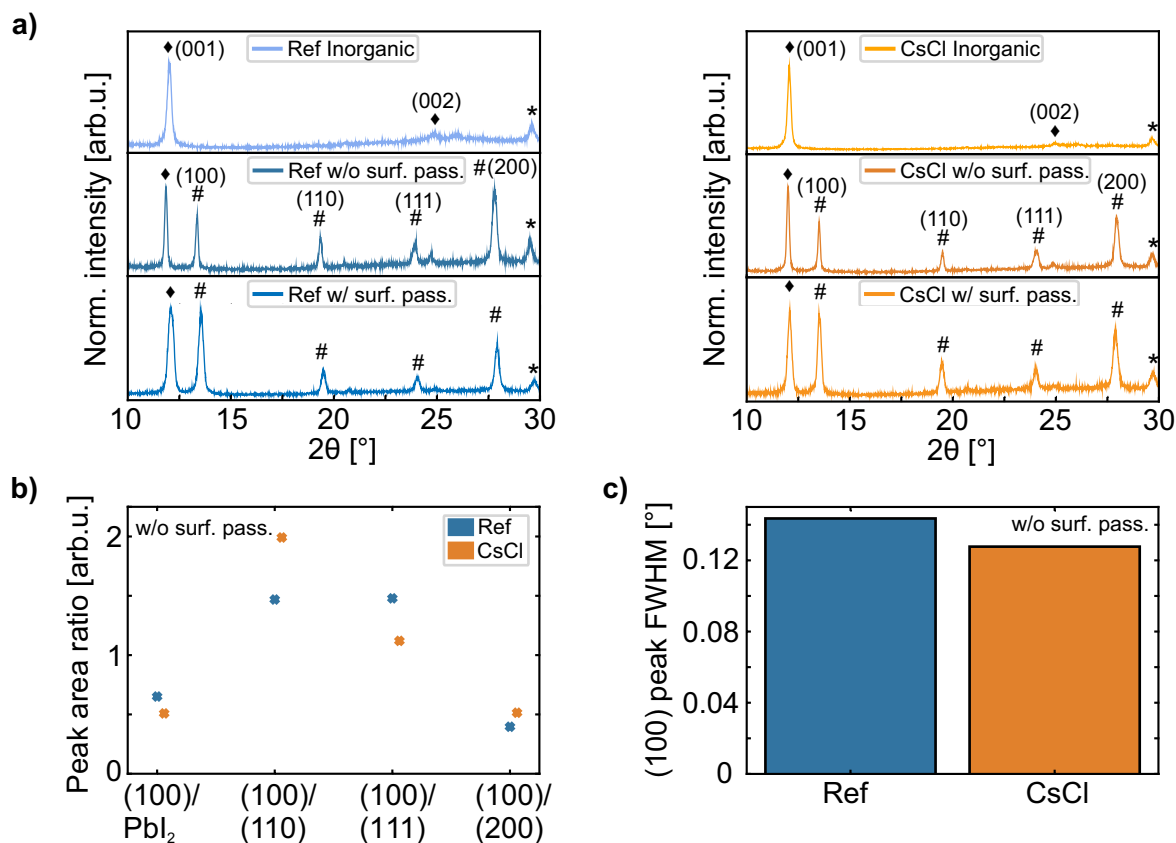 a)
Norm. intensity [arb.u.]
♦(001)
Ref Inorganic
(002)
♦
*
♦
(100)
#
Ref w/o surf. pass.
(110)
#
(111)
#
#(200)
*
♦
#
Ref w/ surf. pass.
#
#
#
*
10 15 20 25 30
2θ [°]
Norm. intensity [arb.u.]
♦(001)
CsCl Inorganic
(002)
♦
*
♦
(100)
#
CsCl w/o surf. pass.
(110)
#
(111)
#
(200)
#
*
♦
#
CsCl w/ surf. pass.
#
#
#
*
10 15 20 25 30
2θ [°]
b)
Peak area ratio [arb.u.]
2
1
0
w/o surf. pass.
Ref
CsCl
(100)/
PbI₂
(100)/
(110)
(100)/
(111)
(100)/
(200)
c)
(100) peak FWHM [°]
0.12
0.08
0.04
0
w/o surf. pass.
Ref
CsCl